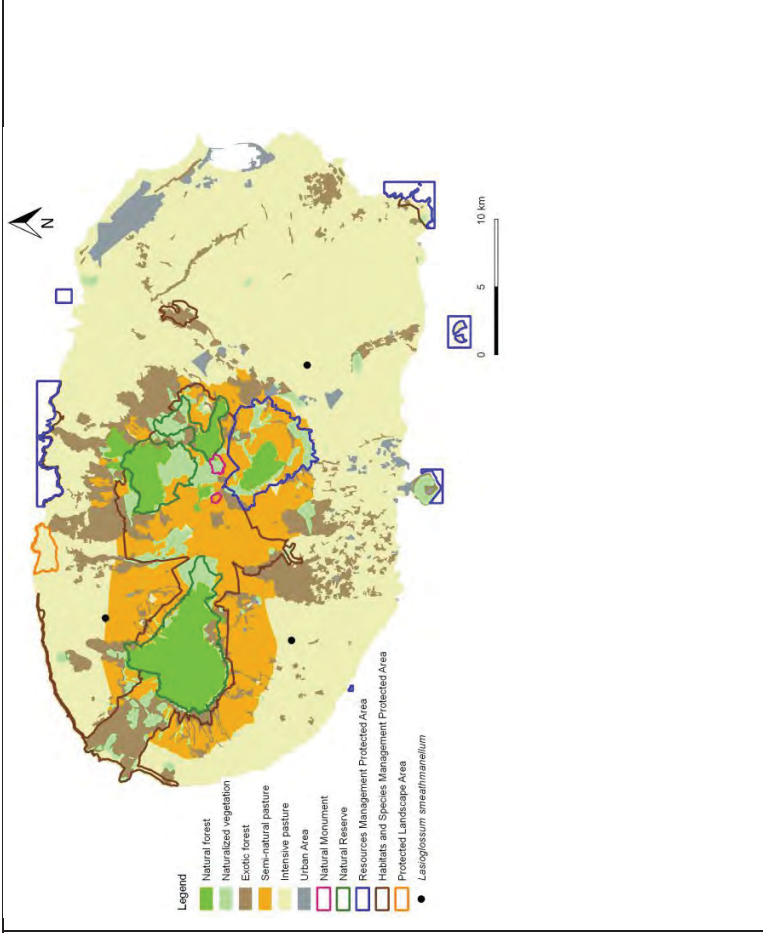 N
0 5 10 km
Legend
Natural forest
Naturalized vegetation
Exotic forest
Semi-natural pasture
Intensive pasture
Urban Area
Natural Monument
Natural Reserve
Resources Management Protected Area
Habitats and Species Management Protected Area
Protected Landscape Area
Lasioglossum smeathmanellum